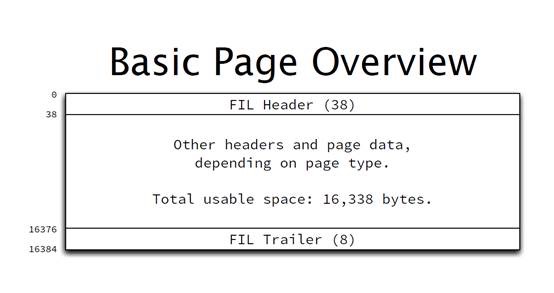 Basic Page Overview
0
FIL Header (38)
38
Other headers and page data,
depending on page type.
Total usable space: 16,338 bytes.
16376
FIL Trailer (8)
16384